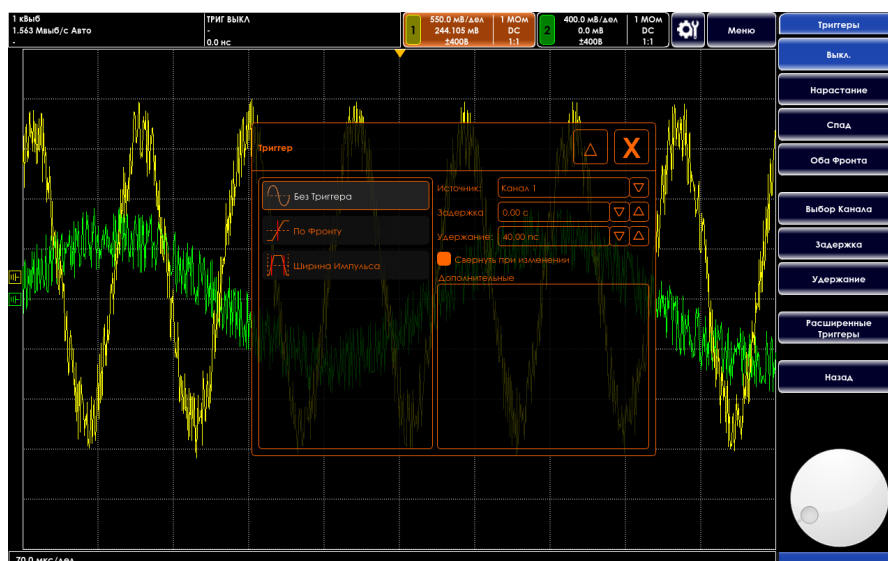 1 кВыб
1.563 Мвыб/с Авто
-
ТРИГ ВЫКЛ
-
0.0 нс
1
550.0 мВ/дел
244.105 мВ
±400В
1 МОм
DC
1:1
2
400.0 мВ/дел
0.0 мВ
±400В
1 МОм
DC
1:1
Меню
Триггеры
Выкл.
Нарастание
Спад
Оба Фронта
Выбор Канала
Задержка
Удержание
Расширенные
Триггеры
Назад
Триггер
X
Без Триггера
По Фронту
Ширина Импульса
Источник:
Канал 1
Задержка
0,00 с
Удержание:
40,00 nс
Свернуть при изменении
Дополнительные
70.0 мкс/дел